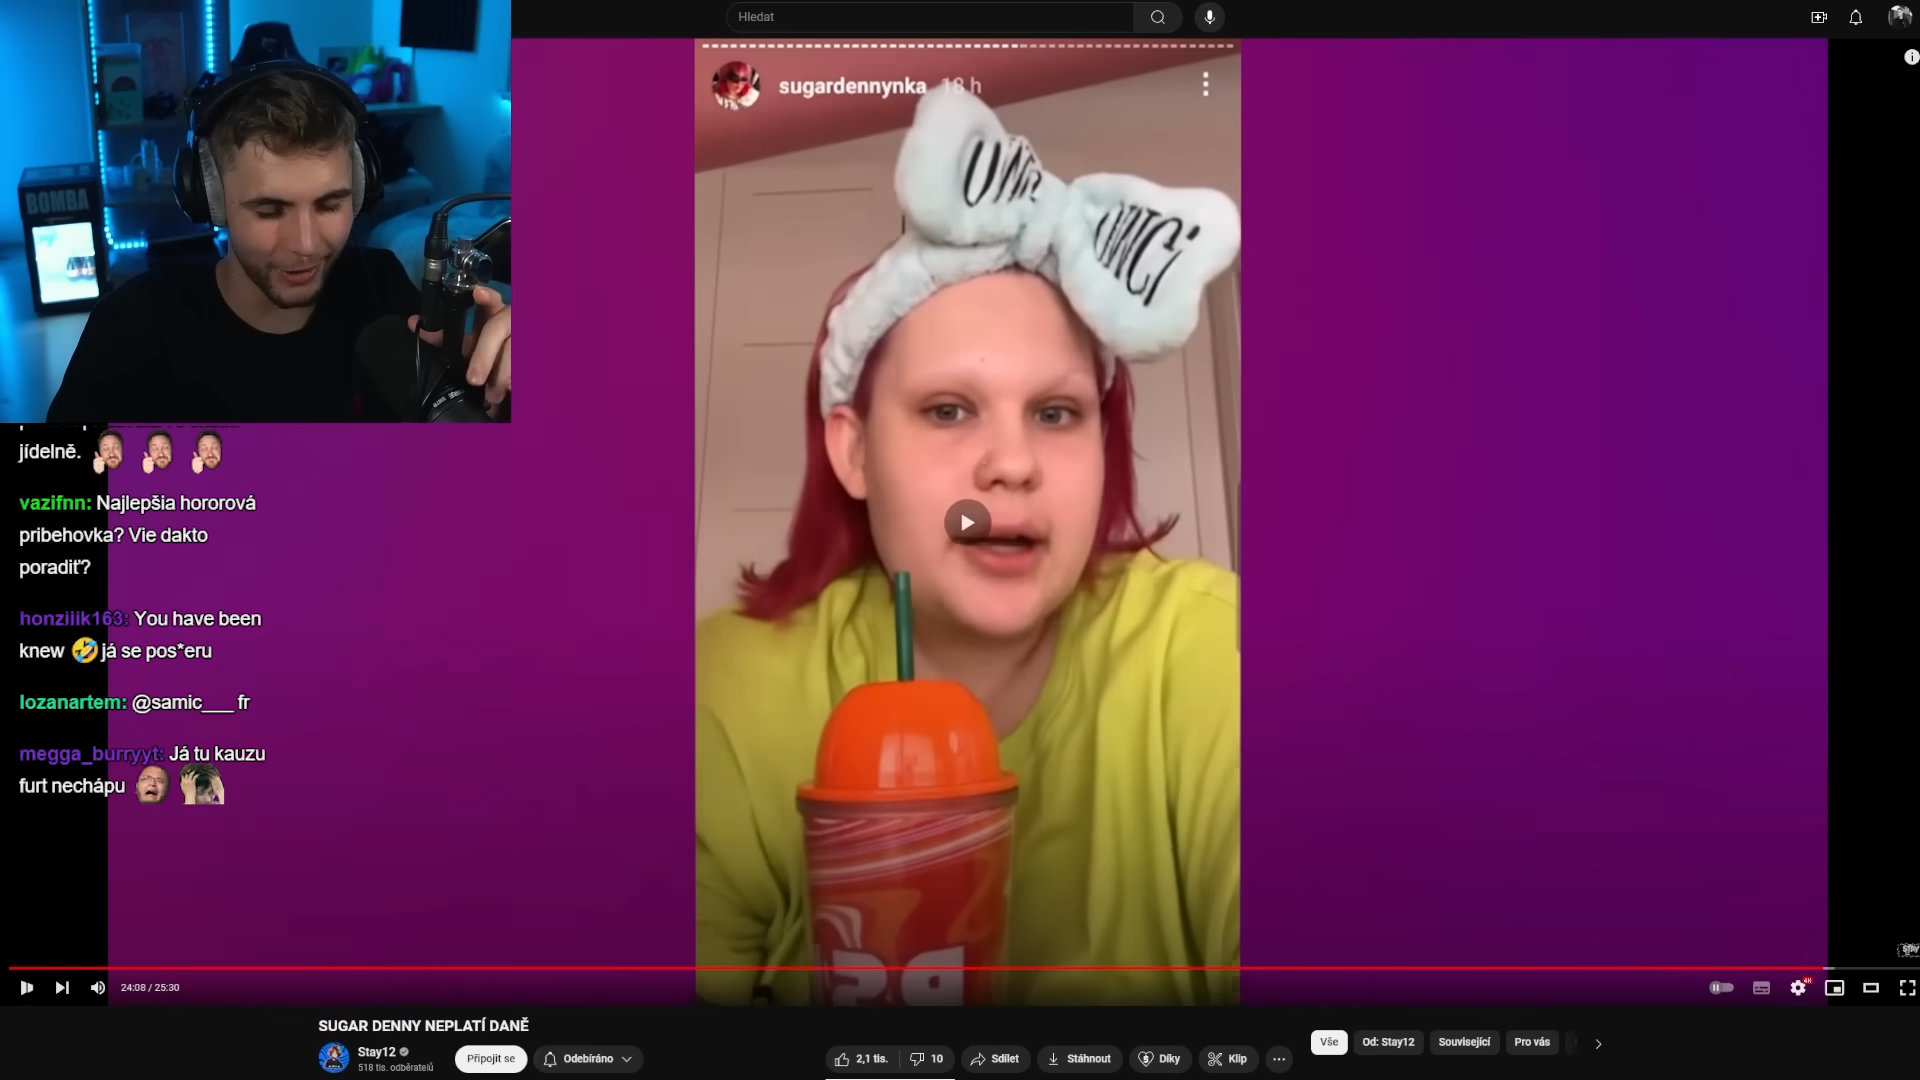 Hledat
sugardennynka 18 h
BOMBA
OWCi
jídelně.
vazifnn: Najlepšia hororová
pribehovka? Vie dakto
poradiť?
honziiik163: You have been
knew 🤣 já se pos*eru
lozanartem: @samic___ fr
megga_burryyt: Já tu kauzu
furt nechápu
24:08 / 25:30
SUGAR DENNY NEPLATÍ DANĚ
Stay12
518 tis. odběratelů
Připojit se
Odebíráno
2,1 tis.
10
Sdílet
Stáhnout
Díky
Klip
Vše
Od: Stay12
Související
Pro vás